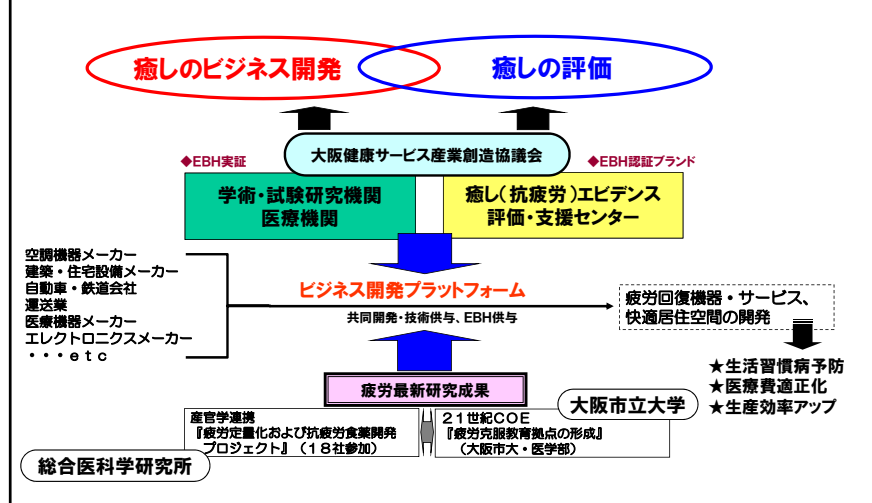 癒しのビジネス開発
癒しの評価
大阪健康サービス産業創造協議会
◆EBH実証
◆EBH認証ブランド
学術・試験研究機関
医療機関
癒し(抗疲労)エビデンス
評価・支援センター
空調機器メーカー
建築・住宅設備メーカー
自動車・鉄道会社
運送業
医療機器メーカー
エレクトロニクスメーカー
・・・etc
ビジネス開発プラットフォーム
共同開発・技術供与、EBH供与
疲労回復機器・サービス、
快適居住空間の開発
★生活習慣病予防
★医療費適正化
★生産効率アップ
疲労最新研究成果
大阪市立大学
産官学連携
『疲労定量化および抗疲労食薬開発
プロジェクト』(18社参加)
21世紀COE
『疲労克服教育拠点の形成』
(大阪市大・医学部)
総合医科学研究所